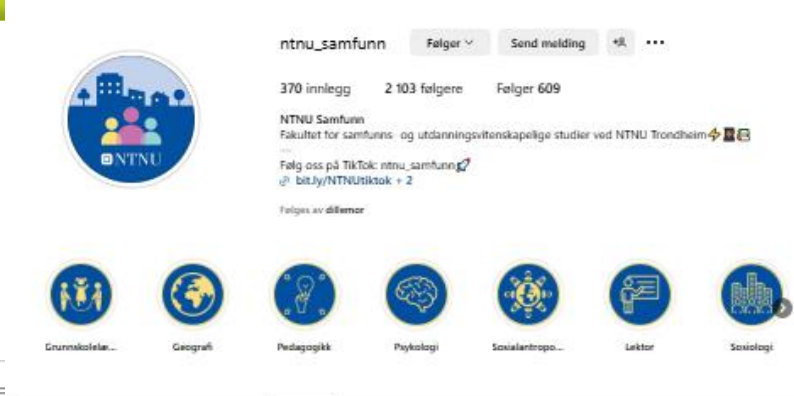 ntnu_samfunn Følger Send melding
370 innlegg 2 103 følgere Følger 609
NTNU Samfunn
Fakultet for samfunns- og utdanningsvitenskapelige studier ved NTNU Trondheim⚡
...
Følg oss på TikTok: ntnu_samfunn🚀
bit.ly/NTNUtiktok + 2
Følges av dillemor
NTNU
Grunnskolelæ... Geografi Pedagogikk Psykologi Sosialantropo... Lektor Sosiologi